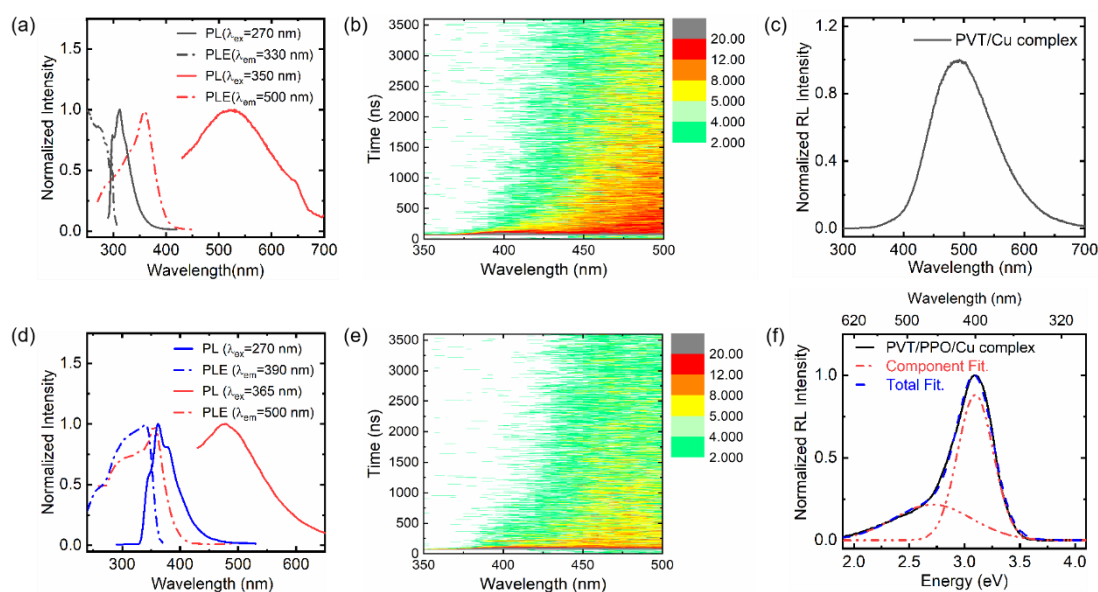 (a)
1.5
1.0
0.5
0.0
Normalized Intensity
PL(λex=270 nm)
PLE(λem=330 nm)
PL(λex=350 nm)
PLE(λem=500 nm)
300 400 500 600 700
Wavelength(nm)
(b)
3500
3000
2500
2000
1500
1000
500
0
Time (ns)
350 400 450 500
Wavelength (nm)
20.00
12.00
8.000
5.000
4.000
2.000
(c)
1.2
0.8
0.4
0.0
Normalized RL Intensity
PVT/Cu complex
300 400 500 600 700
Wavelength (nm)
(d)
1.5
1.0
0.5
0.0
Normalized Intensity
PL (λex=270 nm)
PLE (λem=390 nm)
PL (λex=365 nm)
PLE (λem=500 nm)
300 400 500 600
Wavelength (nm)
(e)
3500
3000
2500
2000
1500
1000
500
0
Time (ns)
350 400 450 500
Wavelength (nm)
20.00
12.00
8.000
5.000
4.000
2.000
(f)
Wavelength (nm)
620 500 400 320
1.0
0.5
0.0
Normalized RL Intensity
PVT/PPO/Cu complex
Component Fit.
Total Fit.
2.0 2.5 3.0 3.5 4.0
Energy (eV)